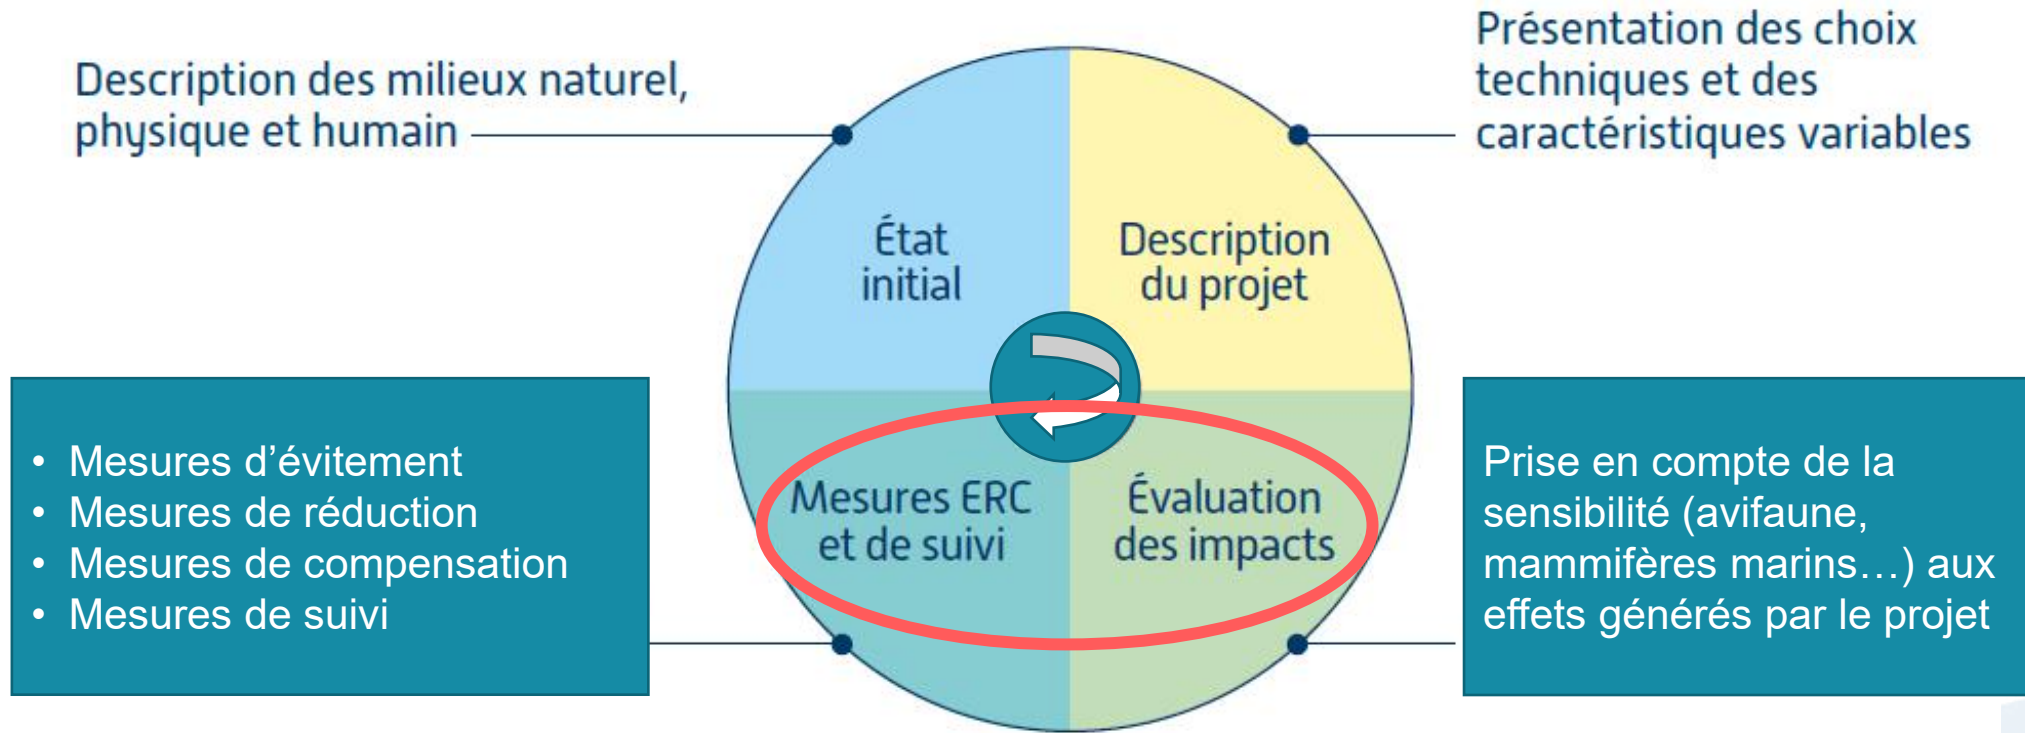 Description des milieux naturel,
physique et humain
Présentation des choix
techniques et des
caractéristiques variables
État
initial
Description
du projet
Mesures ERC
et de suivi
Évaluation
des impacts
• Mesures d’évitement
• Mesures de réduction
• Mesures de compensation
• Mesures de suivi
Prise en compte de la
sensibilité (avifaune,
mammifères marins…) aux
effets générés par le projet